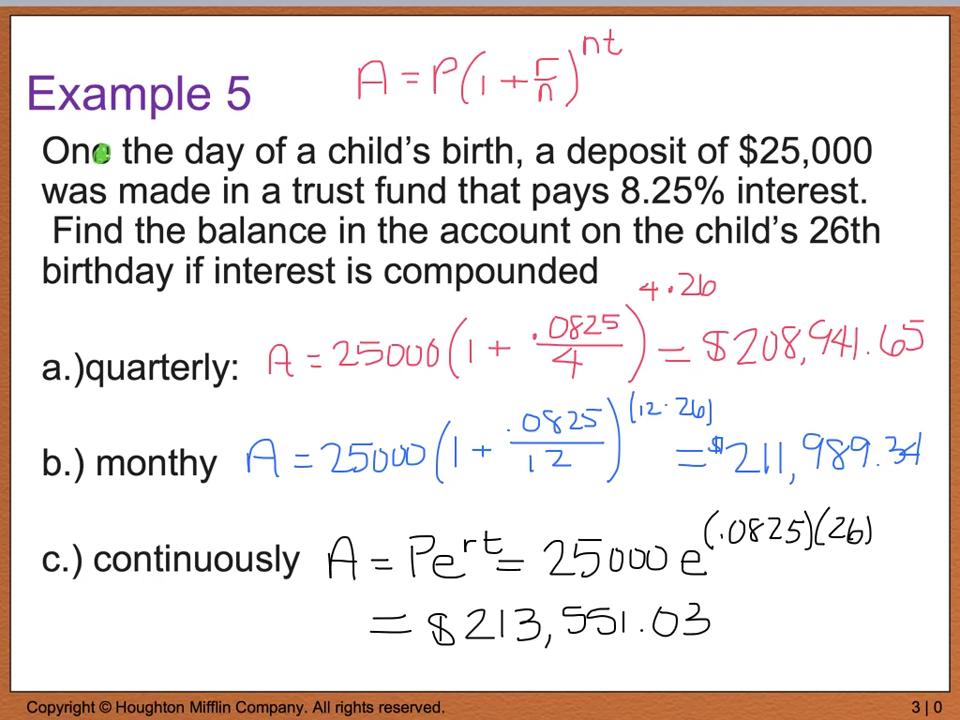 A = P(1 + r/n)^nt
Example 5
One the day of a child's birth, a deposit of $25,000
was made in a trust fund that pays 8.25% interest.
Find the balance in the account on the child's 26th
birthday if interest is compounded
a.)quarterly: A = 25000(1 + .0825/4)^4·26 = $208,941.65
b.) monthy A = 25000(1 + .0825/12)^(12·26) = $211,989.34
c.) continuously A = Pe^rt = 25000e^(.0825)(26)
= $213,551.03
Copyright © Houghton Mifflin Company. All rights reserved. 3 | 0